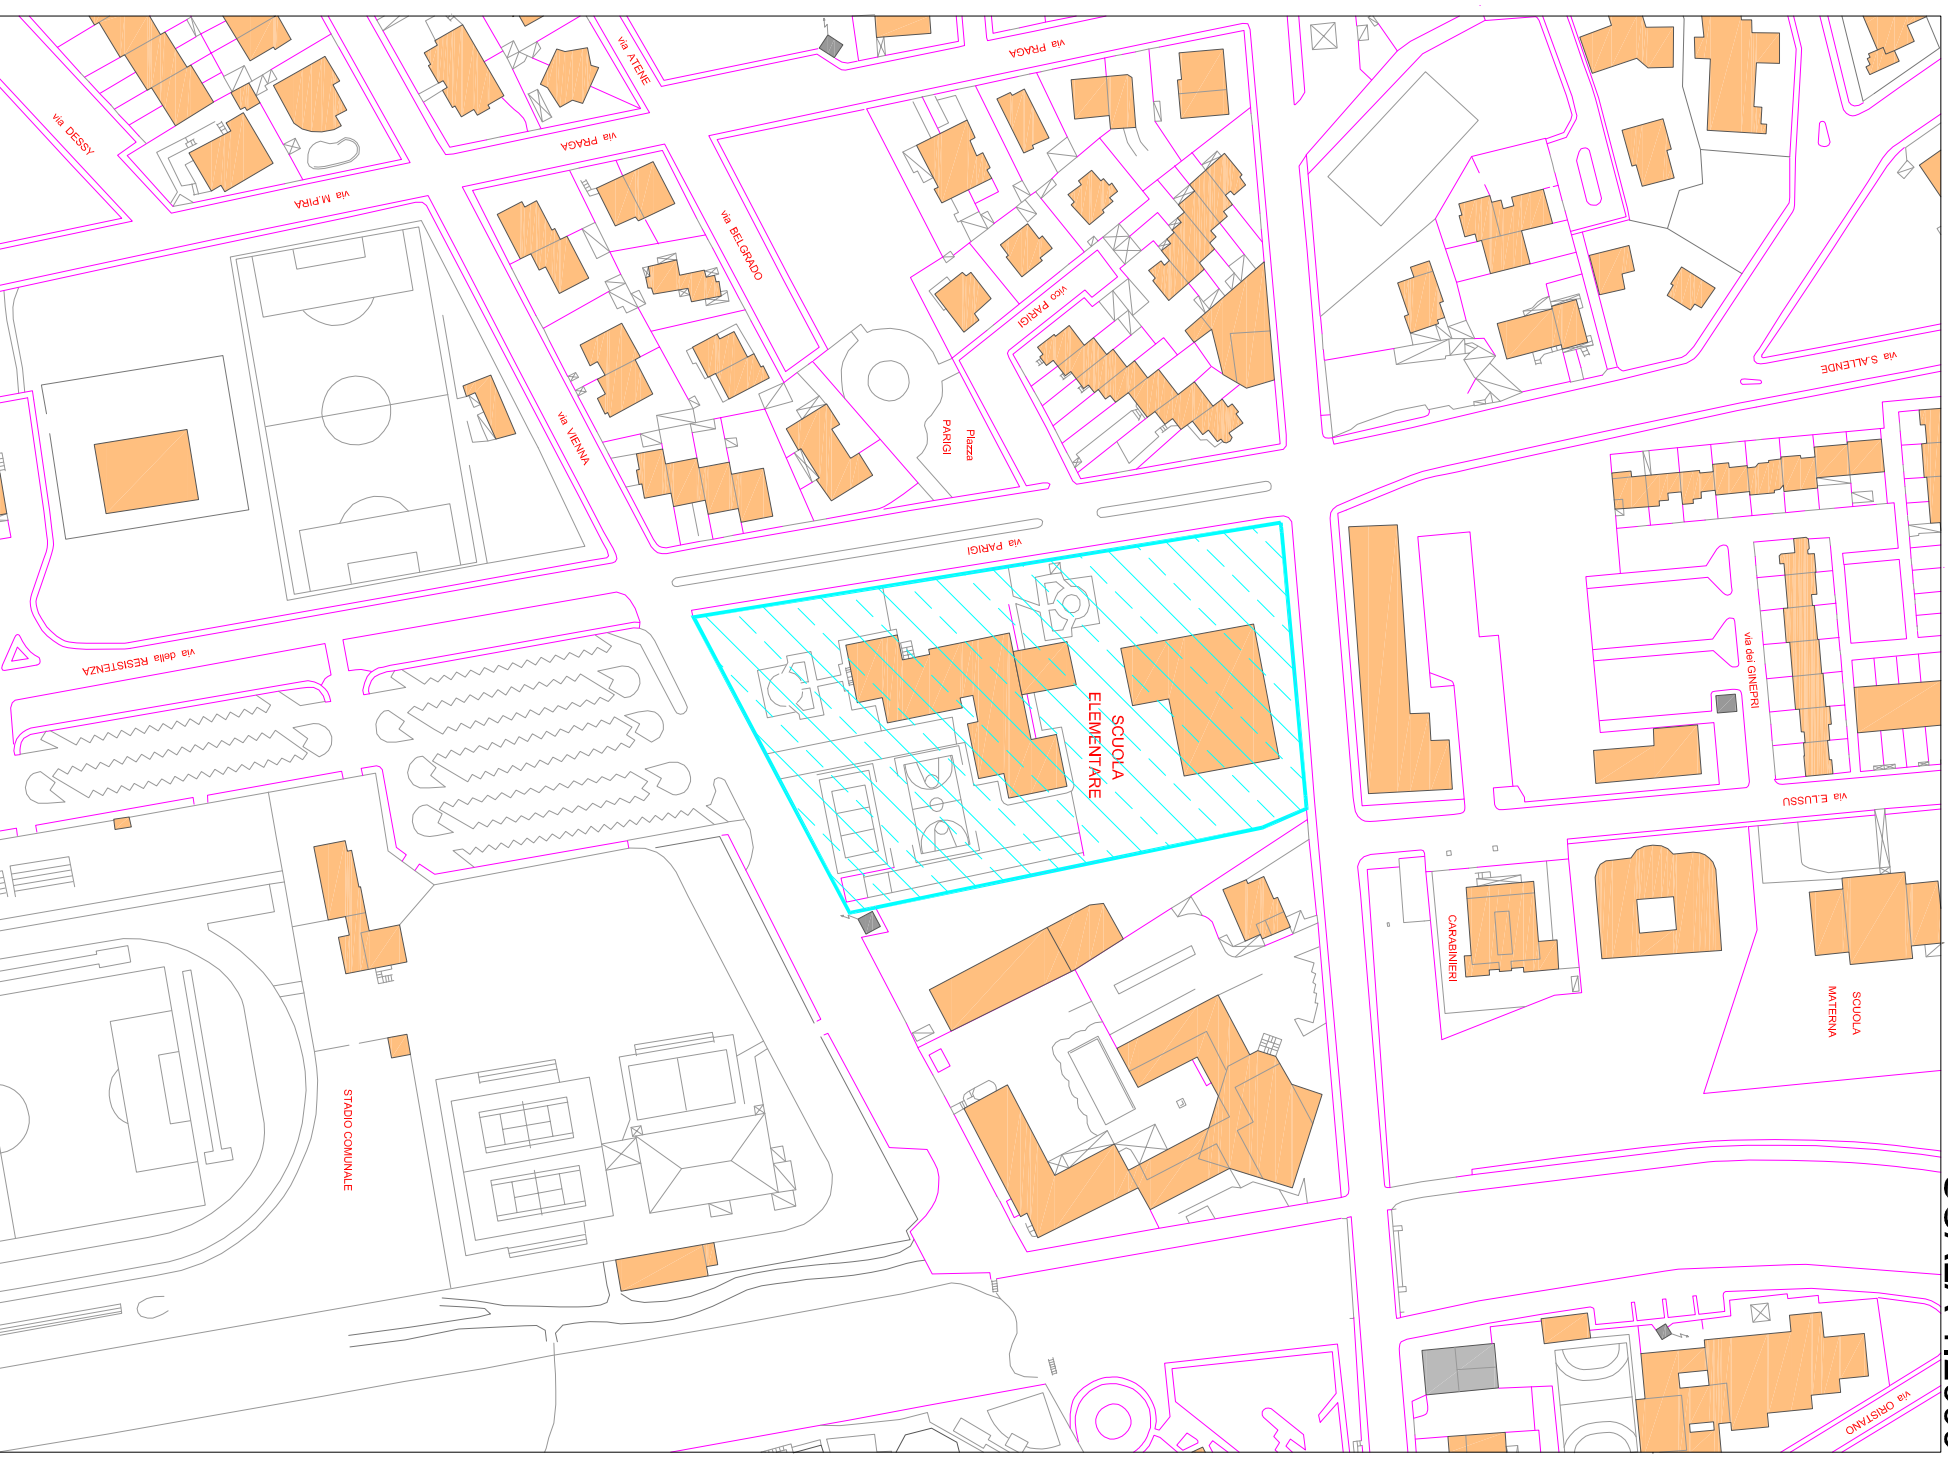 via PRAGA
via ATENE
via DESSY
via PRAGA
via M.PIRA
via BELGRADO
vico PARIGI
via S.ALLENDE
via VIENNA
Piazza
PARIGI
via PARIGI
via della RESISTENZA
via dei GINEPRI
SCUOLA
ELEMENTARE
via E.LUSSU
CARABINIERI
SCUOLA
MATERNA
STADIO COMUNALE
via ORISTANO